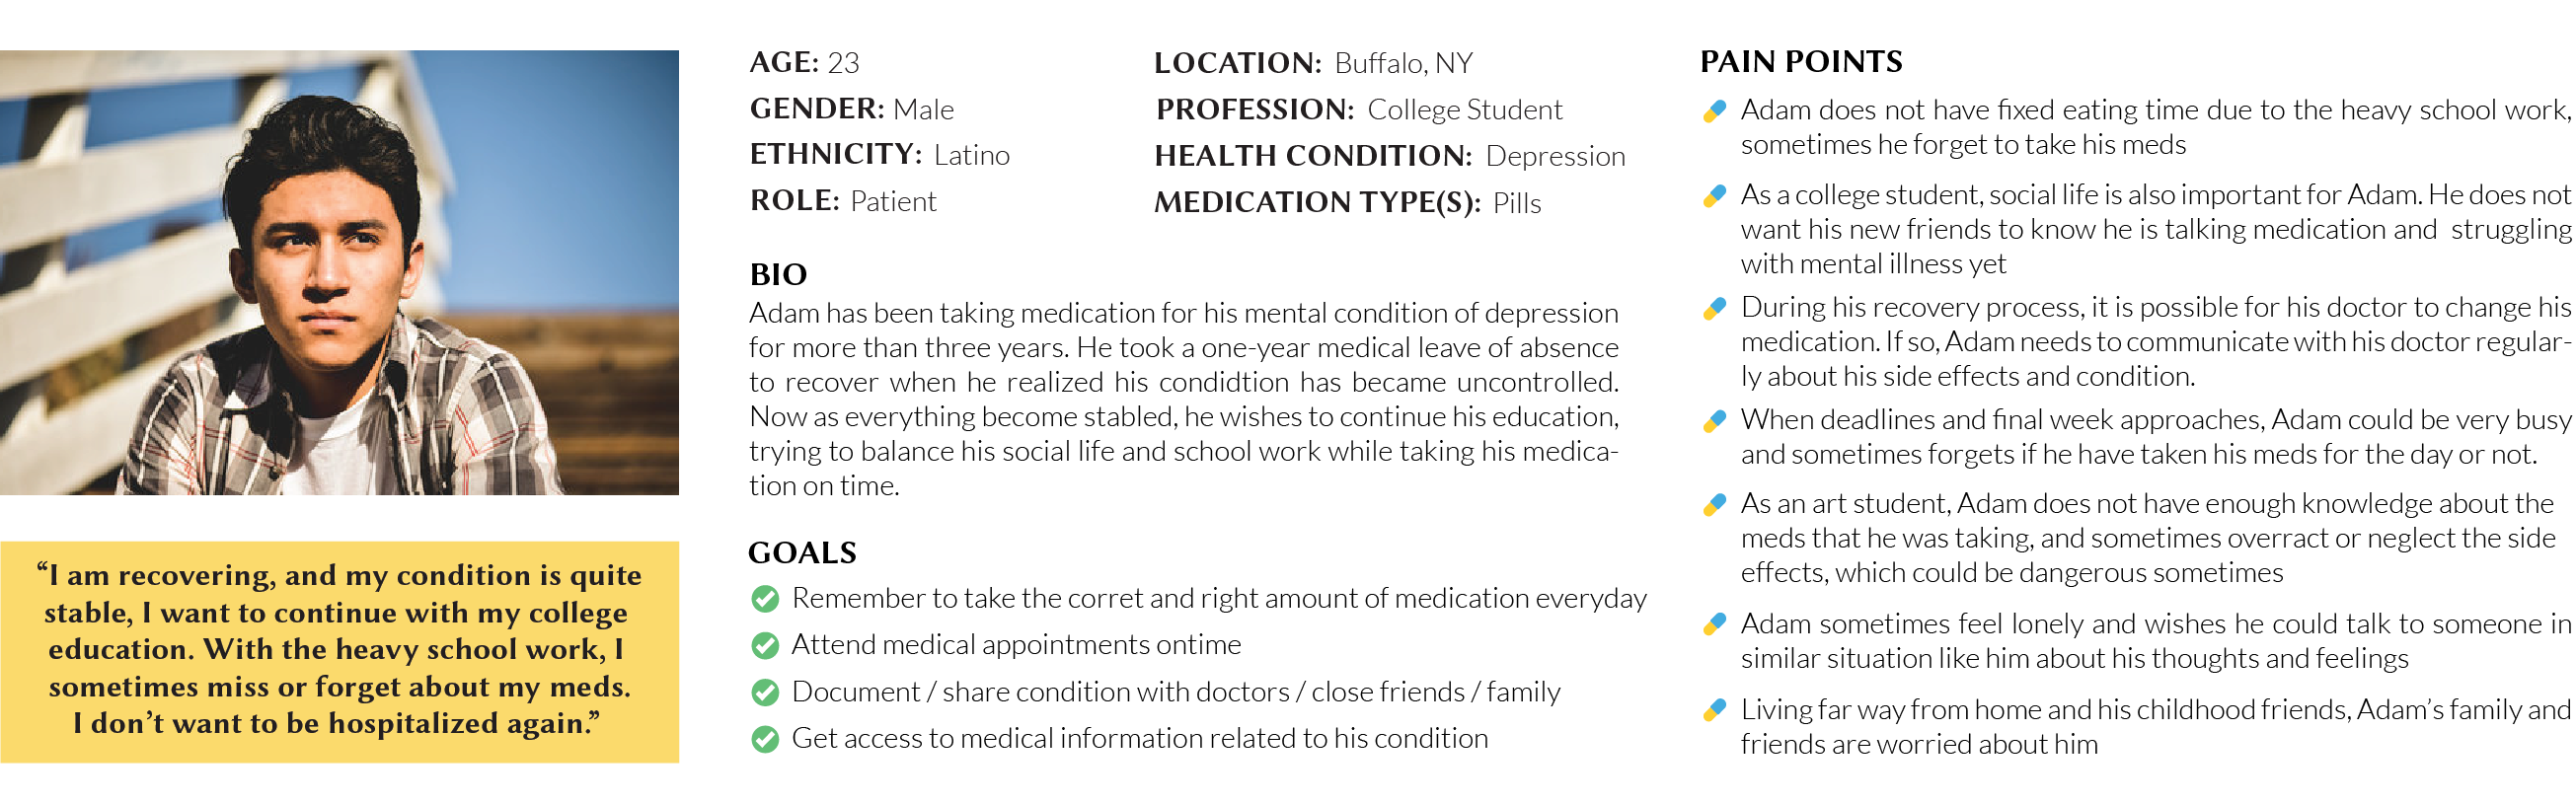 AGE: 23
GENDER: Male
ETHNICITY: Latino
ROLE: Patient
LOCATION: Buffalo, NY
PROFESSION: College Student
HEALTH CONDITION: Depression
MEDICATION TYPE(S): Pills
BIO
Adam has been taking medication for his mental condition of depression
for more than three years. He took a one-year medical leave of absence
to recover when he realized his condidtion has became uncontrolled.
Now as everything become stabled, he wishes to continue his education,
trying to balance his social life and school work while taking his medica-
tion on time.
GOALS
Remember to take the corret and right amount of medication everyday
Attend medical appointments ontime
Document / share condition with doctors / close friends / family
Get access to medical information related to his condition
“I am recovering, and my condition is quite
stable, I want to continue with my college
education. With the heavy school work, I
sometimes miss or forget about my meds.
I don’t want to be hospitalized again.”
PAIN POINTS
Adam does not have fixed eating time due to the heavy school work,
sometimes he forget to take his meds
As a college student, social life is also important for Adam. He does not
want his new friends to know he is talking medication and struggling
with mental illness yet
During his recovery process, it is possible for his doctor to change his
medication. If so, Adam needs to communicate with his doctor regular-
ly about his side effects and condition.
When deadlines and final week approaches, Adam could be very busy
and sometimes forgets if he have taken his meds for the day or not.
As an art student, Adam does not have enough knowledge about the
meds that he was taking, and sometimes overract or neglect the side
effects, which could be dangerous sometimes
Adam sometimes feel lonely and wishes he could talk to someone in
similar situation like him about his thoughts and feelings
Living far way from home and his childhood friends, Adam’s family and
friends are worried about him